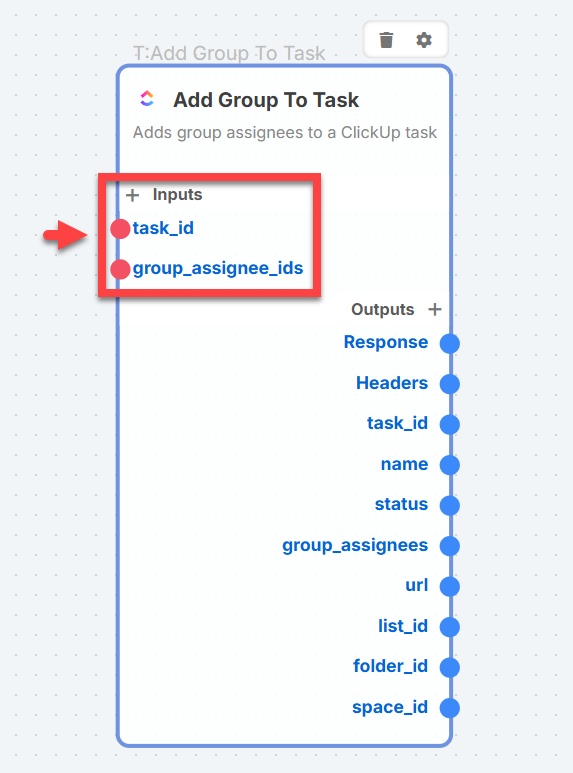 T:Add Group To Task
Add Group To Task
Adds group assignees to a ClickUp task
Inputs
task_id
group_assignee_ids
Outputs
Response
Headers
task_id
name
status
group_assignees
url
list_id
folder_id
space_id